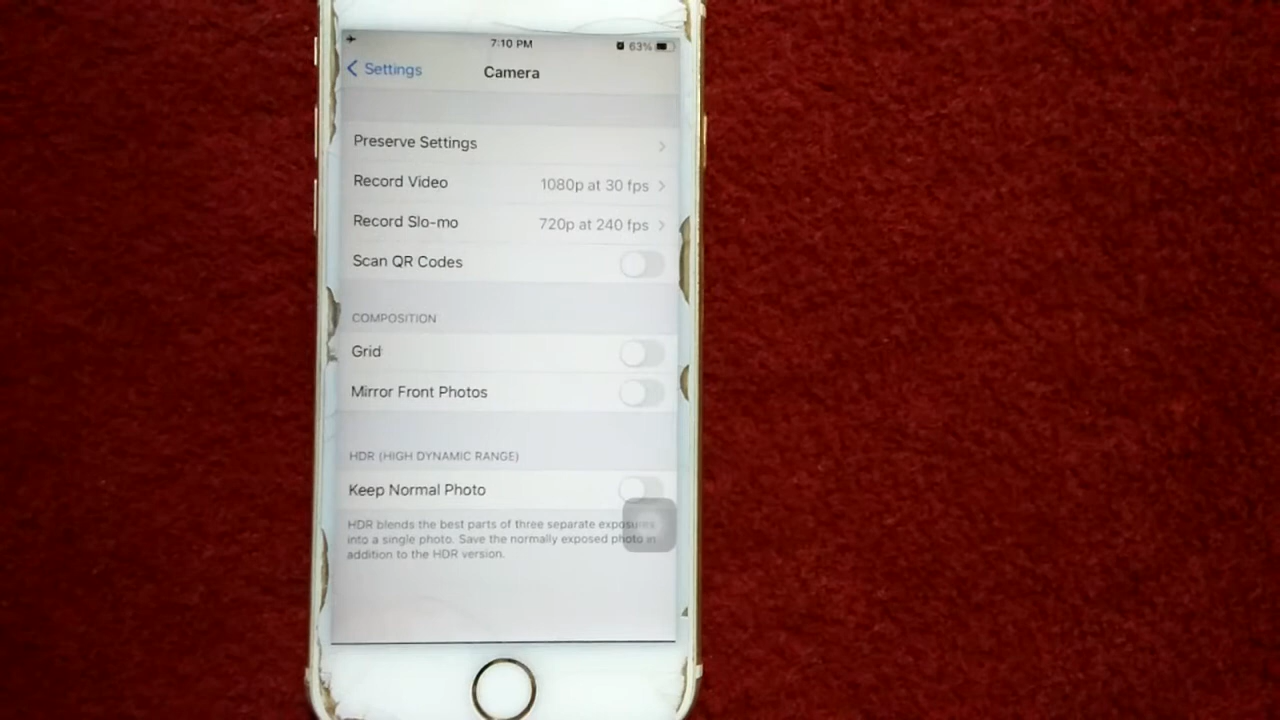 7:10 PM
63%
Settings
Camera
Preserve Settings
Record Video 1080p at 30 fps
Record Slo-mo 720p at 240 fps
Scan QR Codes
COMPOSITION
Grid
Mirror Front Photos
HDR (HIGH DYNAMIC RANGE)
Keep Normal Photo
HDR blends the best parts of three separate exposures
into a single photo. Save the normally exposed photo in
addition to the HDR version.